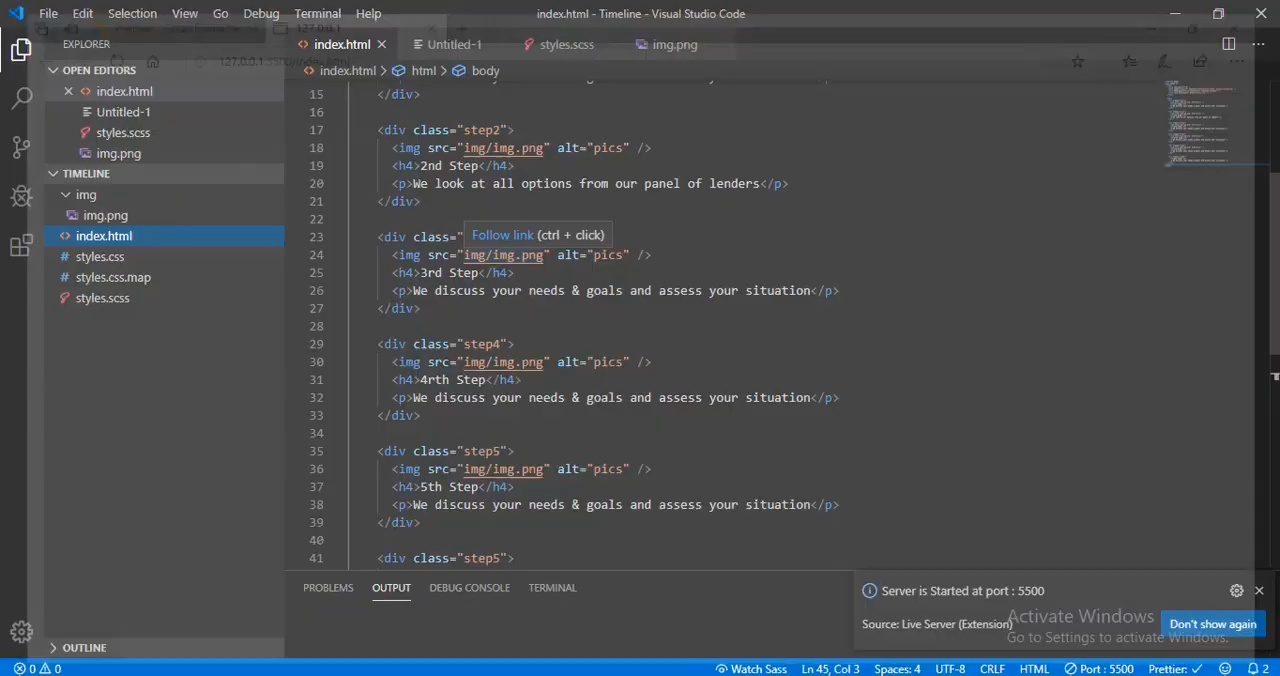 File Edit Selection View Go Debug Terminal Help index.html - Timeline - Visual Studio Code
EXPLORER
index.html Untitled-1 styles.scss img.png
OPEN EDITORS
index.html > html > body
index.html
Untitled-1
styles.scss
img.png
TIMELINE
img
img.png
index.html
styles.css
styles.css.map
styles.scss
OUTLINE
15 </div>
16
17 <div class="step2">
18 <img src="img/img.png" alt="pics" />
19 <h4>2nd Step</h4>
20 <p>We look at all options from our panel of lenders</p>
21 </div>
22
23 <div class="
Follow link (ctrl + click)
24 <img src="img/img.png" alt="pics" />
25 <h4>3rd Step</h4>
26 <p>We discuss your needs & goals and assess your situation</p>
27 </div>
28
29 <div class="step4">
30 <img src="img/img.png" alt="pics" />
31 <h4>4rth Step</h4>
32 <p>We discuss your needs & goals and assess your situation</p>
33 </div>
34
35 <div class="step5">
36 <img src="img/img.png" alt="pics" />
37 <h4>5th Step</h4>
38 <p>We discuss your needs & goals and assess your situation</p>
39 </div>
40
41 <div class="step5">
PROBLEMS OUTPUT DEBUG CONSOLE TERMINAL
Server is Started at port : 5500
Source: Live Server (Extension) Don't show again
Activate Windows
Go to Settings to activate Windows.
0 0 Watch Sass Ln 45, Col 3 Spaces: 4 UTF-8 CRLF HTML Port : 5500 Prettier: ✓ 2